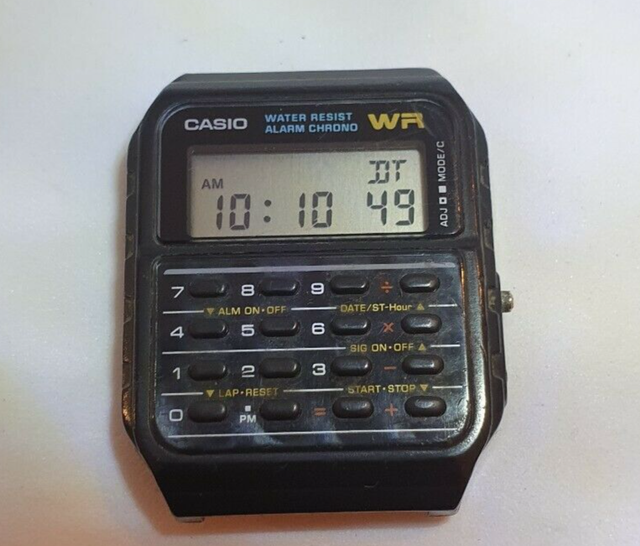 CASIO WATER RESIST WR
ALARM CHRONO
DT
AM
10:10 49
ADJ MODE/C
7 8 9 ÷
▼ ALM ON•OFF DATE/ST-Hour ▲
4 5 6 ×
SIG ON•OFF ▲
1 2 3 −
▼ LAP•RESET START•STOP ▼
0 ■ = +
PM